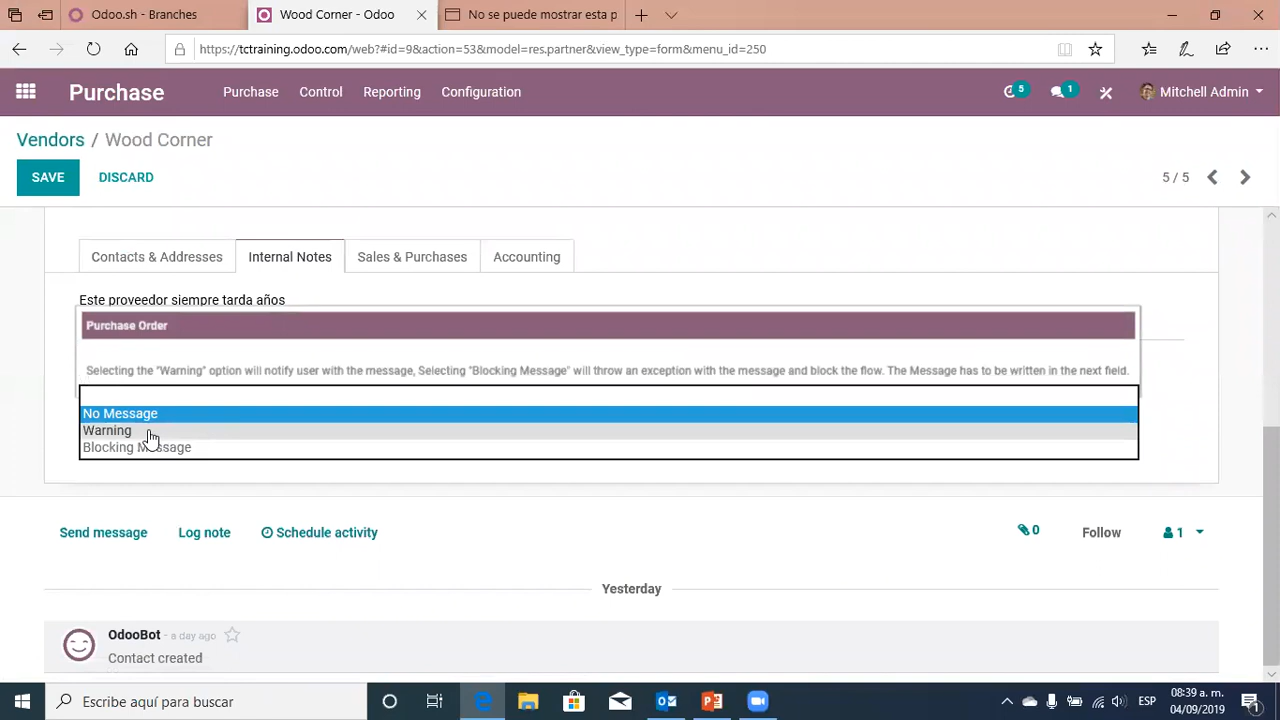 Odoo.sh - Branches
Wood Corner - Odoo
No se puede mostrar esta p
https://tctraining.odoo.com/web?#id=9&action=53&model=res.partner&view_type=form&menu_id=250
Purchase
Purchase Control Reporting Configuration
5 1 Mitchell Admin
Vendors / Wood Corner
SAVE DISCARD
5 / 5
Contacts & Addresses Internal Notes Sales & Purchases Accounting
Este proveedor siempre tarda años
Purchase Order
Selecting the "Warning" option will notify user with the message, Selecting "Blocking Message" will throw an exception with the message and block the flow. The Message has to be written in the next field.
No Message
Warning
Blocking Message
Send message Log note Schedule activity
0 Follow 1
Yesterday
OdooBot - a day ago
Contact created
Escribe aquí para buscar
ESP
08:39 a. m.
04/09/2019
1